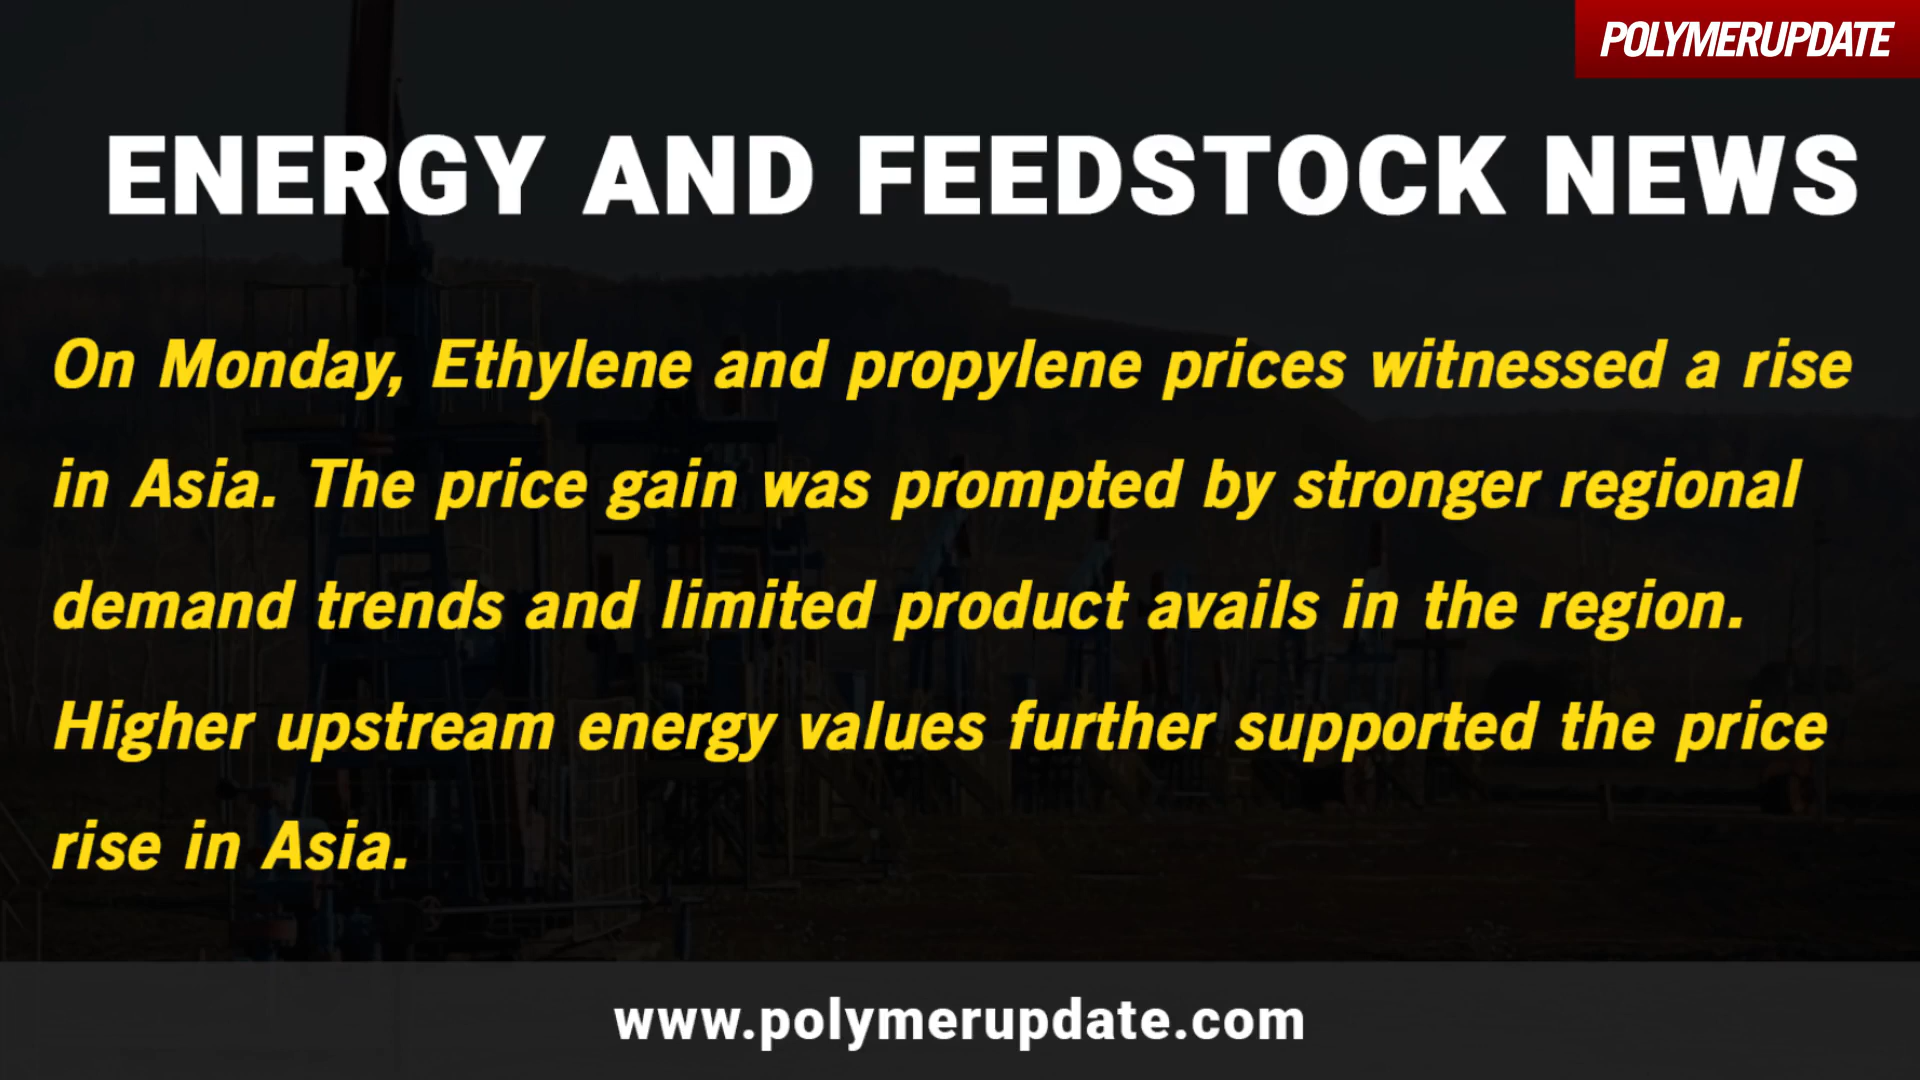 POLYMERUPDATE
ENERGY AND FEEDSTOCK NEWS
On Monday, Ethylene and propylene prices witnessed a rise
in Asia. The price gain was prompted by stronger regional
demand trends and limited product avails in the region.
Higher upstream energy values further supported the price
rise in Asia.
www.polymerupdate.com